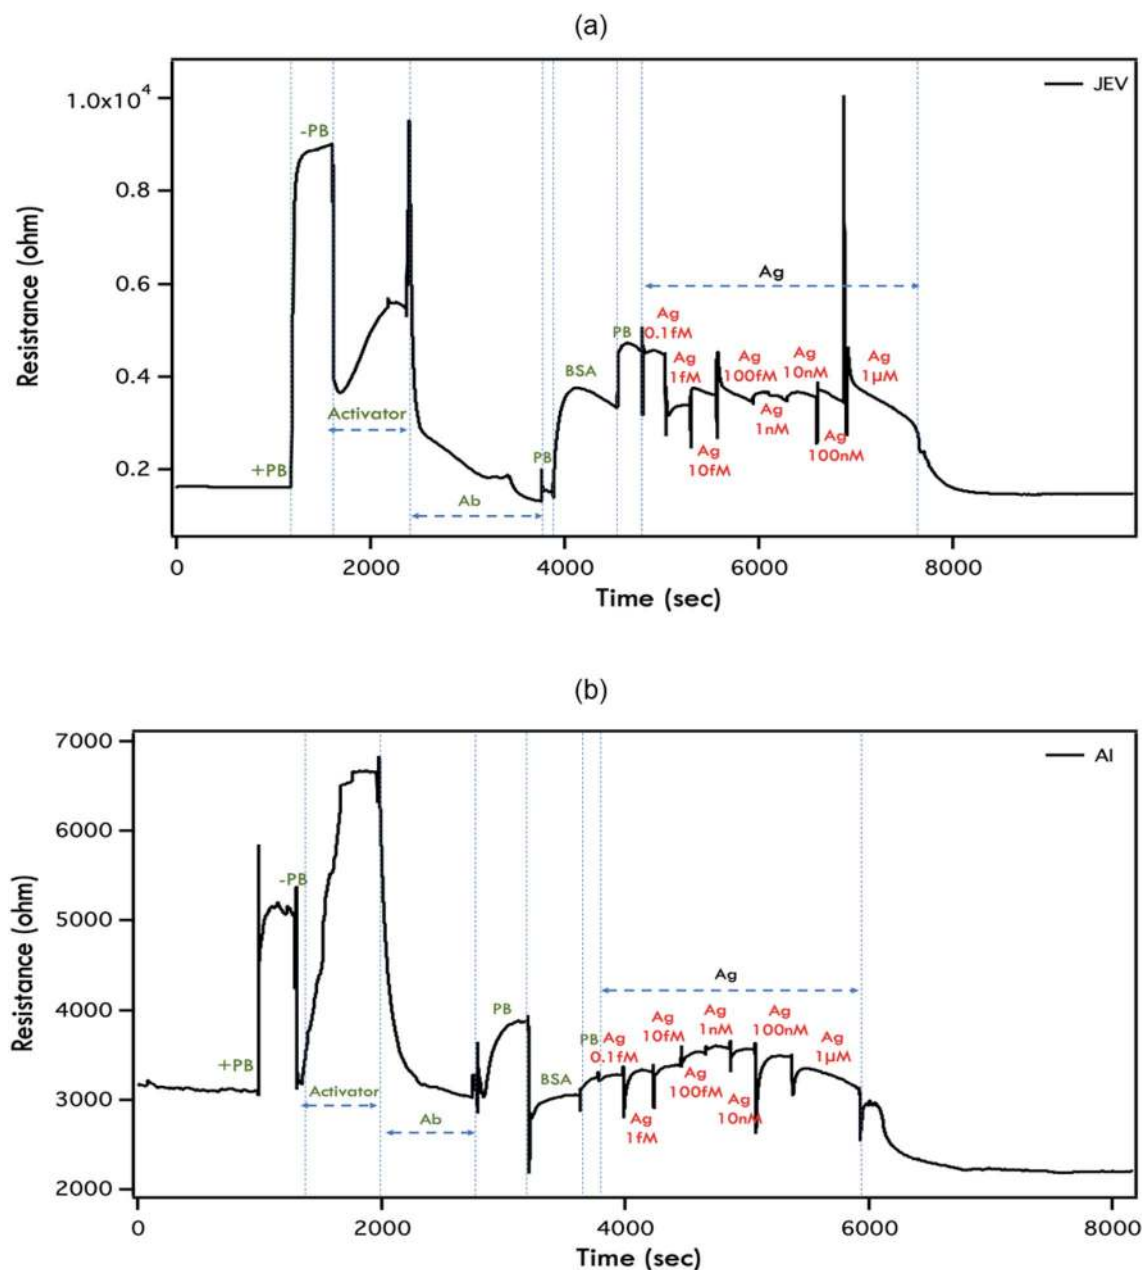 (a)
1.0x10⁴
0.8
0.6
0.4
0.2
Resistance (ohm)
JEV
-PB
+PB
Activator
Ab
PB
BSA
PB
Ag
Ag
0.1fM
Ag
1fM
Ag
10fM
Ag
100fM
Ag
1nM
Ag
10nM
Ag
100nM
Ag
1µM
0
2000
4000
6000
8000
Time (sec)
(b)
7000
6000
5000
4000
3000
2000
Resistance (ohm)
AI
-PB
+PB
Activator
Ab
PB
BSA
PB
Ag
Ag
0.1fM
Ag
1fM
Ag
10fM
Ag
100fM
Ag
1nM
Ag
10nM
Ag
100nM
Ag
1µM
0
2000
4000
6000
8000
Time (sec)